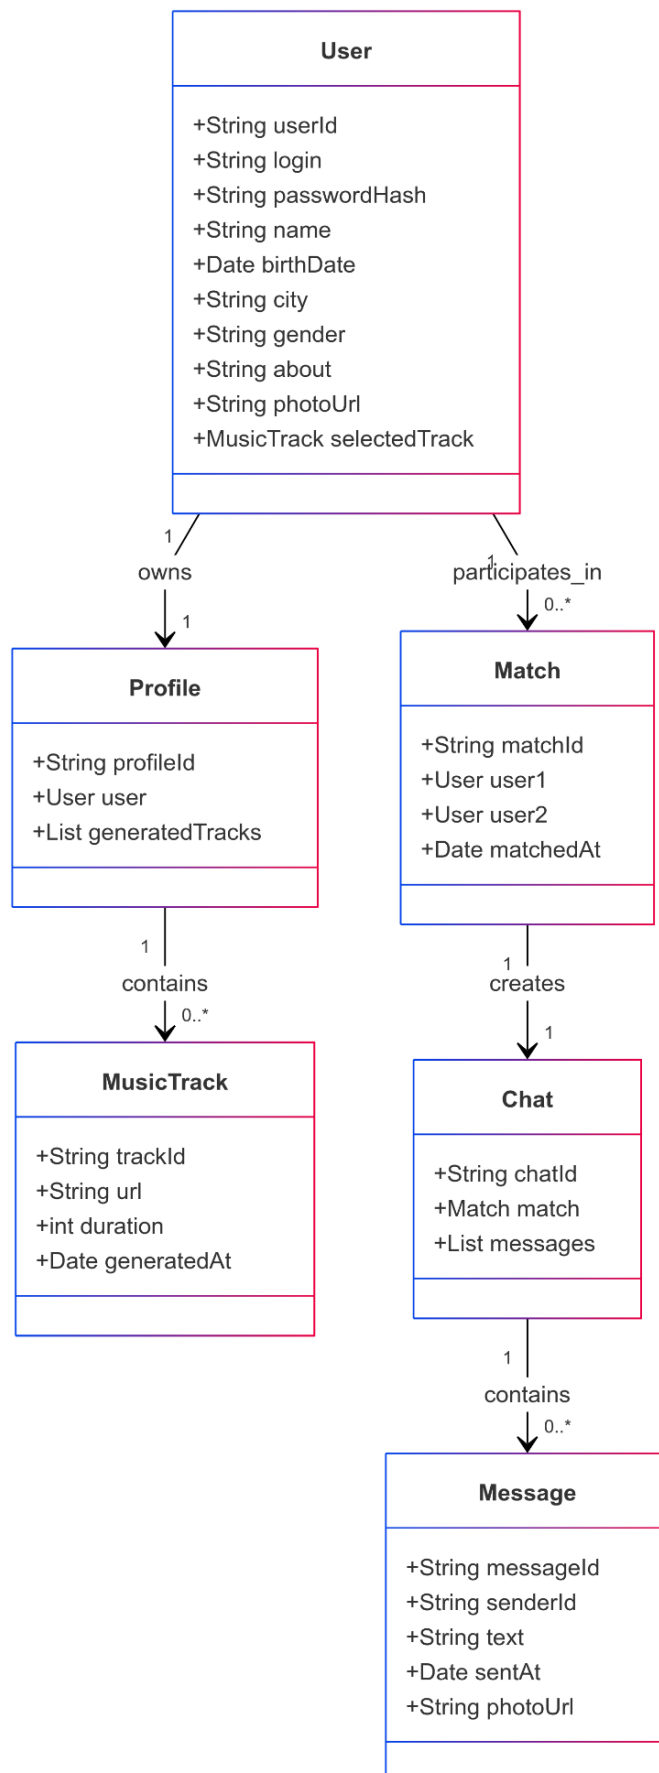 User
+String userId
+String login
+String passwordHash
+String name
+Date birthDate
+String city
+String gender
+String about
+String photoUrl
+MusicTrack selectedTrack
1
owns
1
1
participates_in
0..*
Profile
+String profileId
+User user
+List generatedTracks
Match
+String matchId
+User user1
+User user2
+Date matchedAt
1
contains
0..*
1
creates
1
MusicTrack
+String trackId
+String url
+int duration
+Date generatedAt
Chat
+String chatId
+Match match
+List messages
1
contains
0..*
Message
+String messageId
+String senderId
+String text
+Date sentAt
+String photoUrl